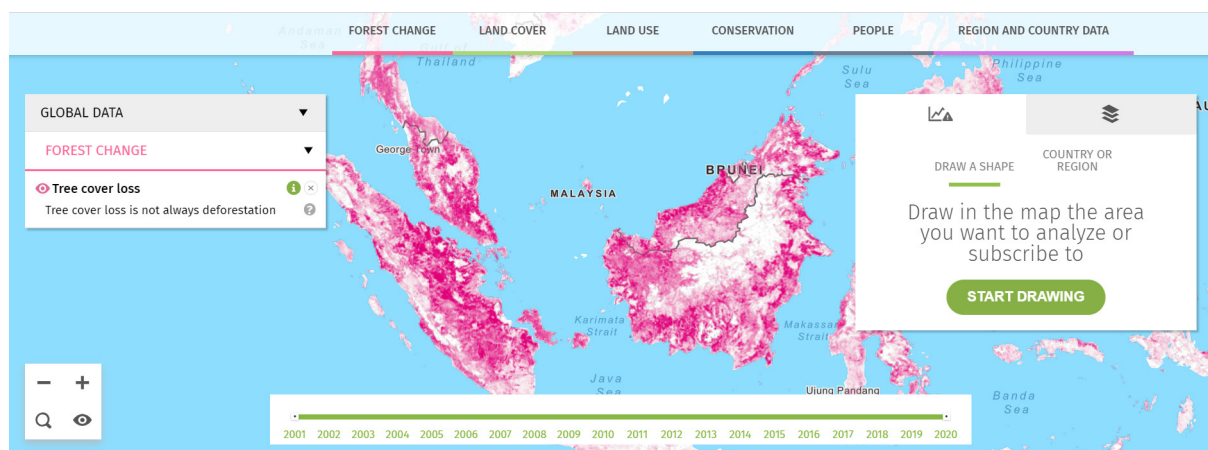 FOREST CHANGE LAND COVER LAND USE CONSERVATION PEOPLE REGION AND COUNTRY DATA
Andaman
Sea
Gulf of
Thailand
Sulu
Sea
Philippine
Sea
GLOBAL DATA
FOREST CHANGE
Tree cover loss
Tree cover loss is not always deforestation
George Town
MALAYSIA
BRUNEI
DRAW A SHAPE
COUNTRY OR
REGION
Draw in the map the area
you want to analyze or
subscribe to
START DRAWING
Karimata
Strait
Makassar
Strait
Java
Sea
Ujung Pandang
Banda
Sea
2001 2002 2003 2004 2005 2006 2007 2008 2009 2010 2011 2012 2013 2014 2015 2016 2017 2018 2019 2020